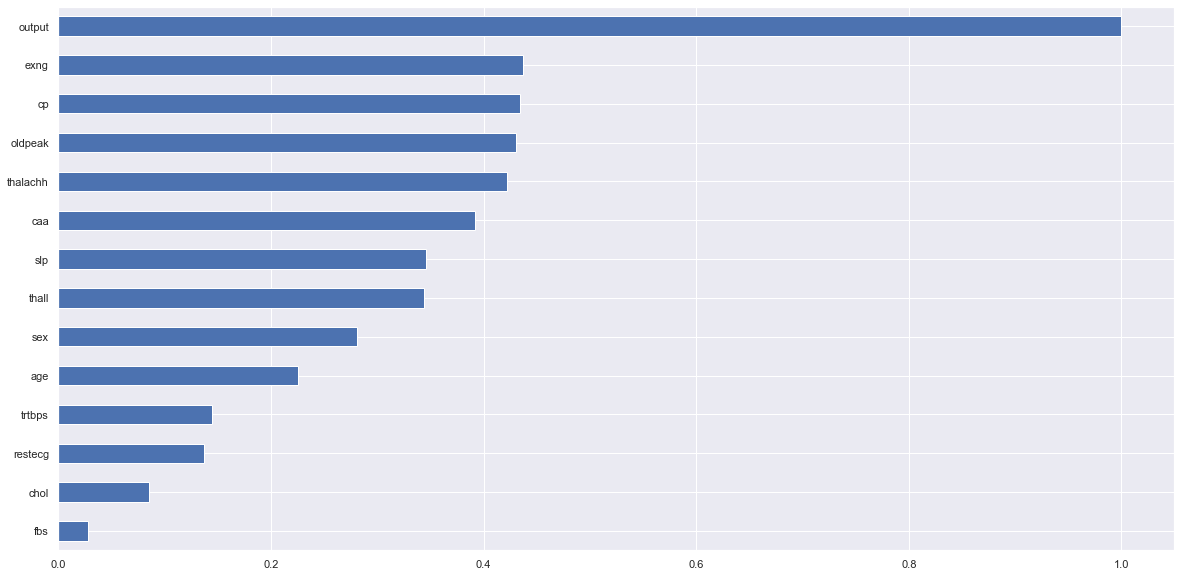 output
exng
cp
oldpeak
thalachh
caa
slp
thall
sex
age
trtbps
restecg
chol
fbs
0.0 0.2 0.4 0.6 0.8 1.0